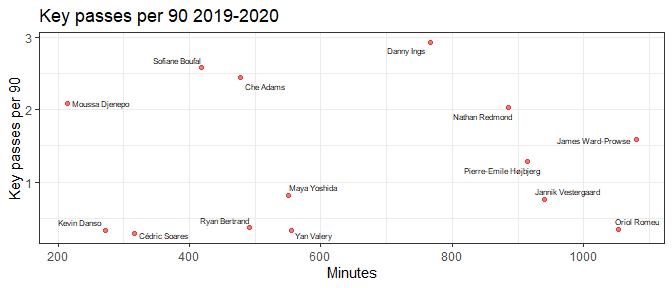 Key passes per 90 2019-2020
Key passes per 90
3
2
1
Danny Ings
Sofiane Boufal
Che Adams
Moussa Djenepo
Nathan Redmond
James Ward-Prowse
Pierre-Emile Højbjerg
Maya Yoshida
Jannik Vestergaard
Kevin Danso
Cédric Soares
Ryan Bertrand
Yan Valery
Oriol Romeu
200 400 600 800 1000
Minutes